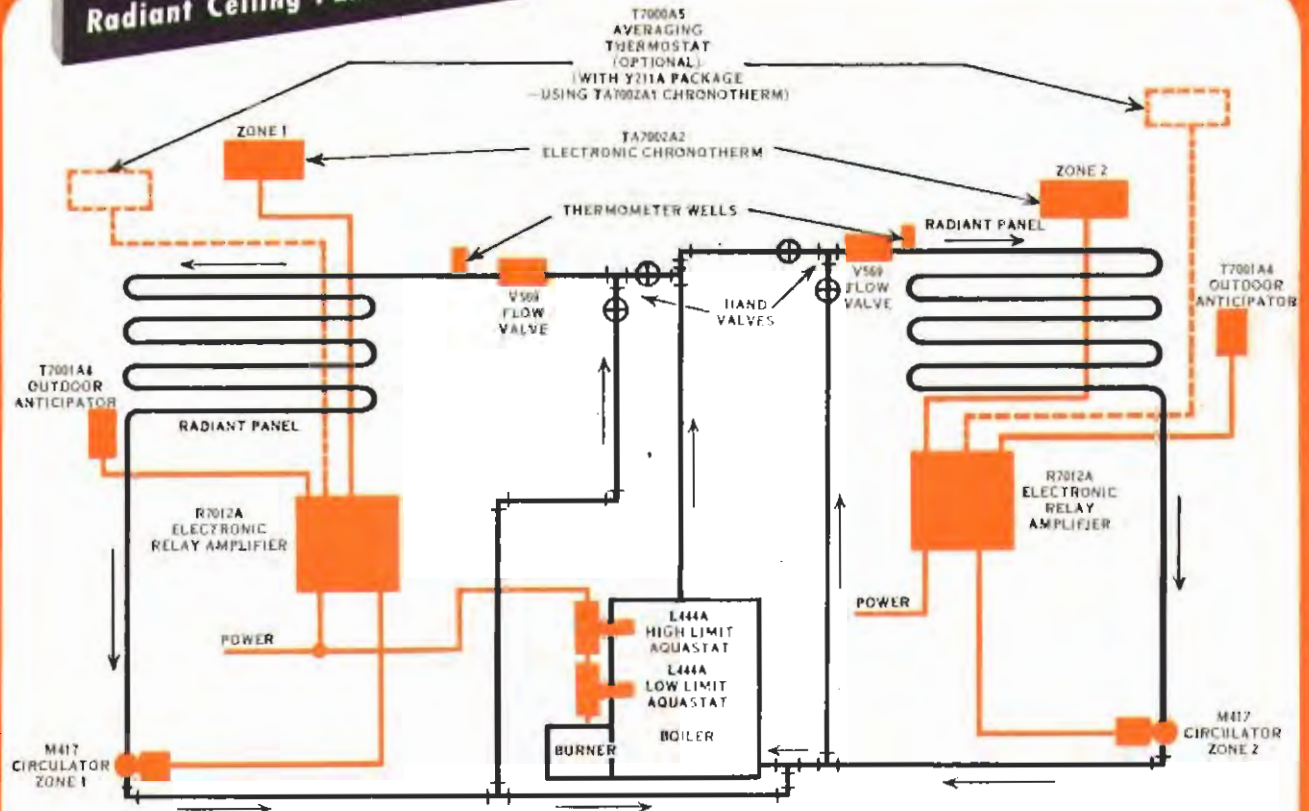 Radiant Ceiling
T7000A5
AVERAGING
THERMOSTAT
(OPTIONAL)
(WITH Y211A PACKAGE
—USING TA7002A1 CHRONOTHERM)
ZONE 1
TA7002A2
ELECTRONIC CHRONOTHERM
ZONE 2
THERMOMETER WELLS
RADIANT PANEL
V569
FLOW
VALVE
HAND
VALVES
V569
FLOW
VALVE
T7001A4
OUTDOOR
ANTICIPATOR
T7001A4
OUTDOOR
ANTICIPATOR
RADIANT PANEL
R7012A
ELECTRONIC
RELAY AMPLIFIER
R7012A
ELECTRONIC
RELAY
AMPLIFIER
POWER
POWER
L444A
HIGH LIMIT
AQUASTAT
L444A
LOW LIMIT
AQUASTAT
BURNER
BOILER
M417
CIRCULATOR
ZONE 1
M417
CIRCULATOR
ZONE 2